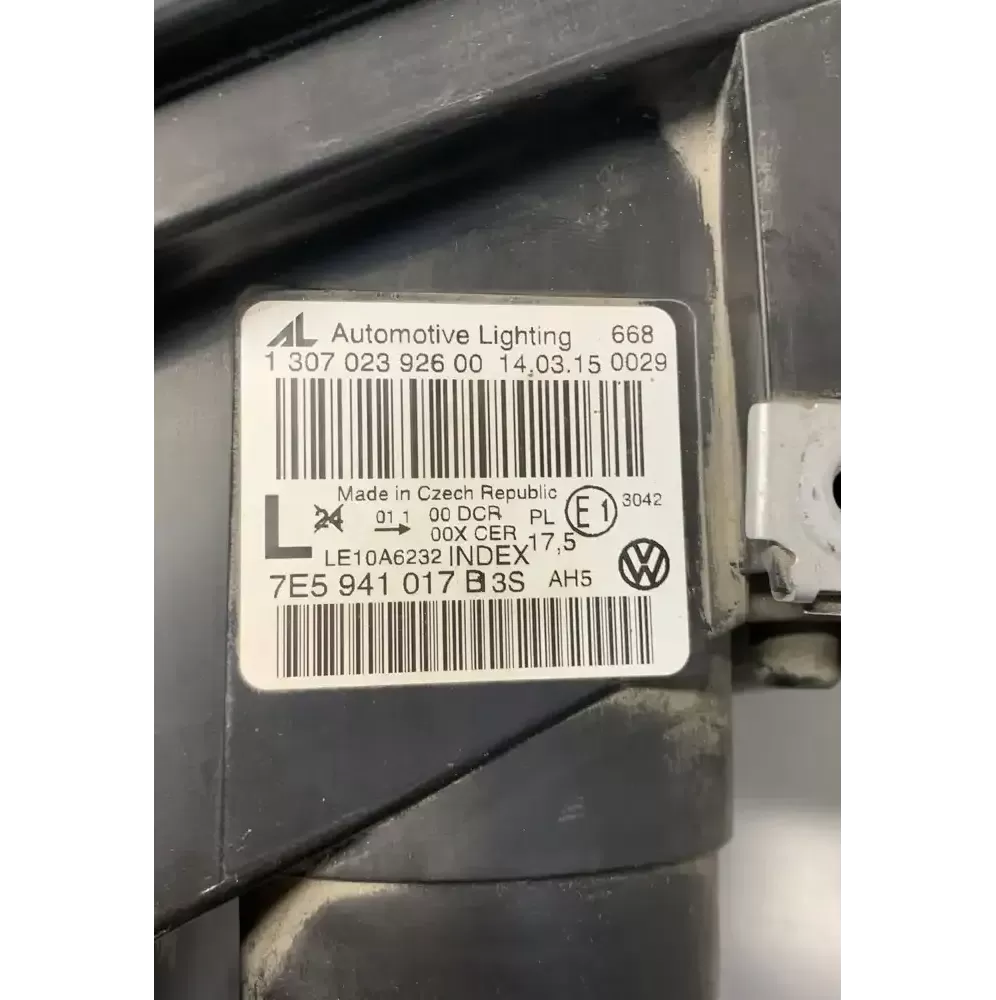 AL Automotive Lighting 668
1 307 023 926 00 14.03.15 0029
Made in Czech Republic
L 24 01 1 00 DCR PL E1 3042
00X CER 17,5
LE10A6232 INDEX
7E5 941 017 B 3S AH5 VW